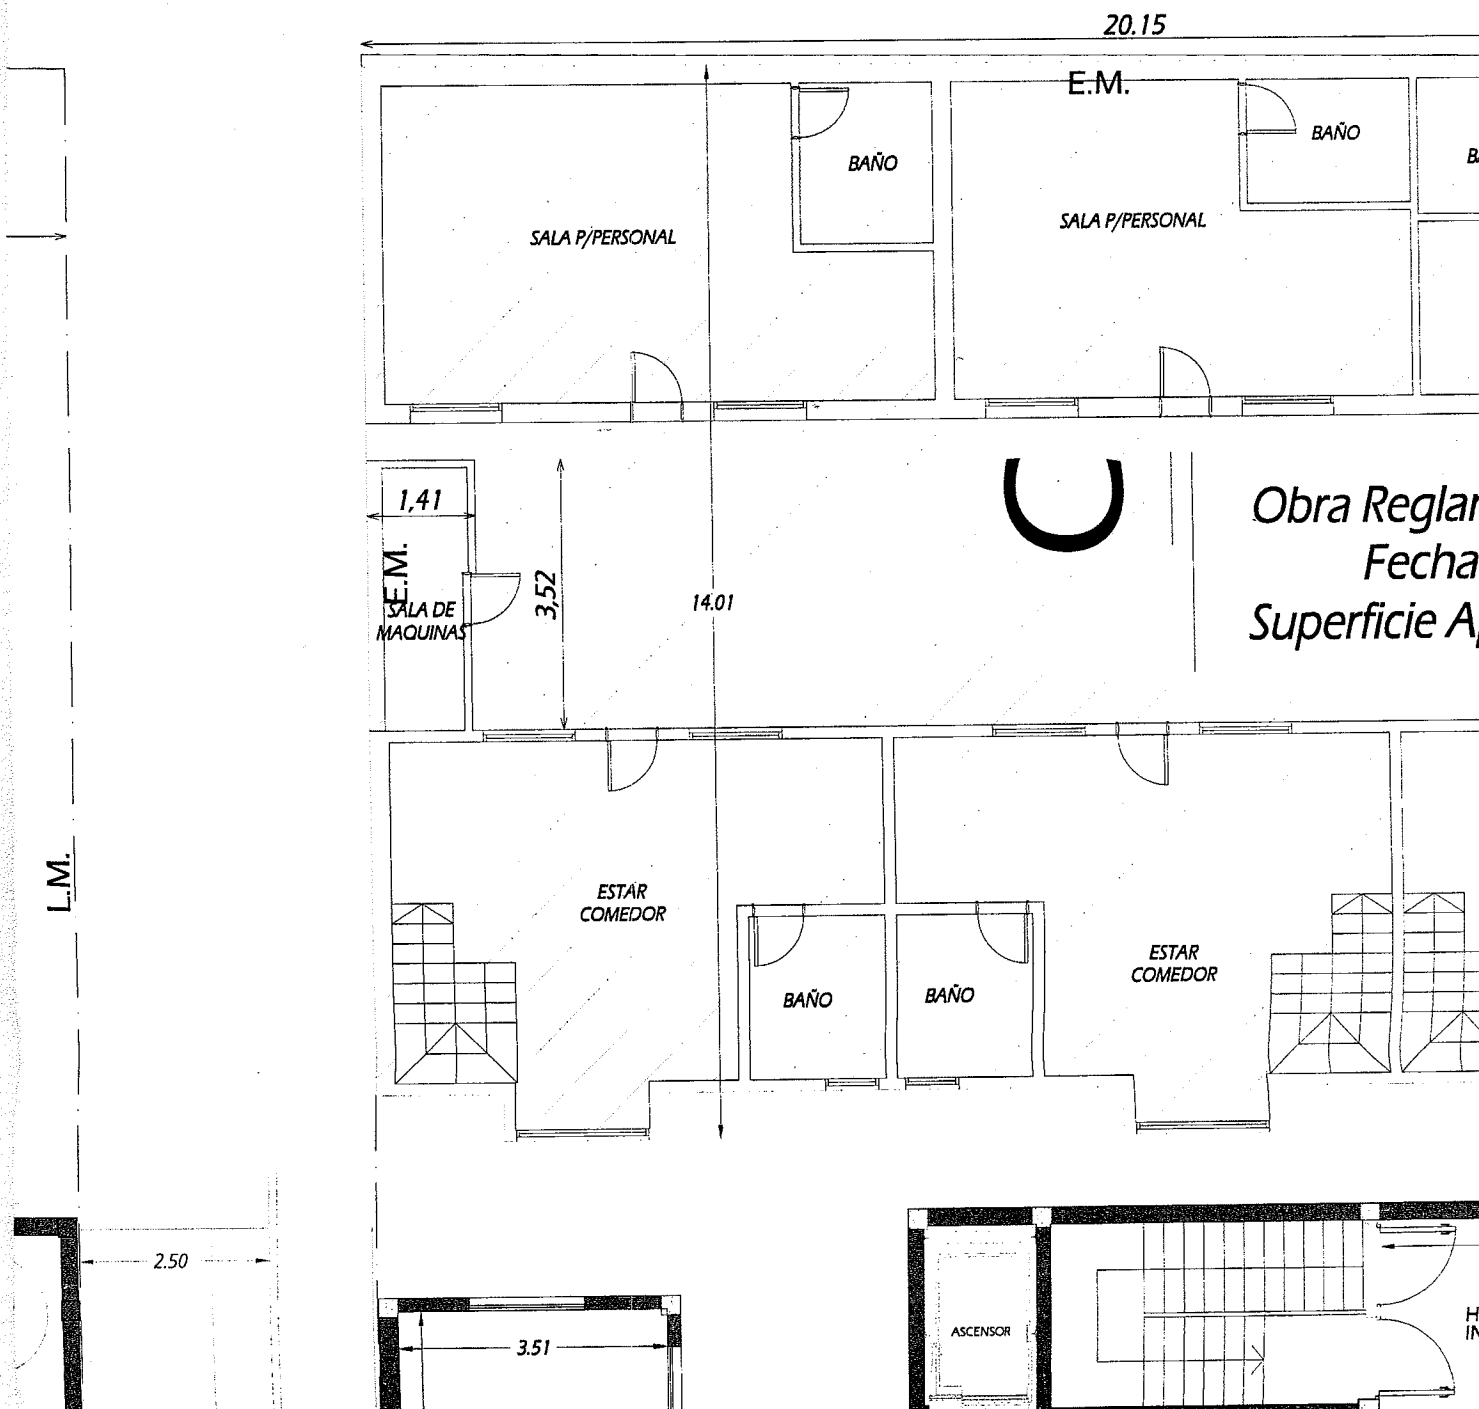 20.15
E.M.
BAÑO
BAÑO
SALA P/PERSONAL
SALA P/PERSONAL
1,41
E.M.
SALA DE
MAQUINAS
3,52
14.01
C
Obra
Fecha
Superficie
L.M.
ESTAR
COMEDOR
ESTAR
COMEDOR
BAÑO
BAÑO
2.50
3.51
ASCENSOR